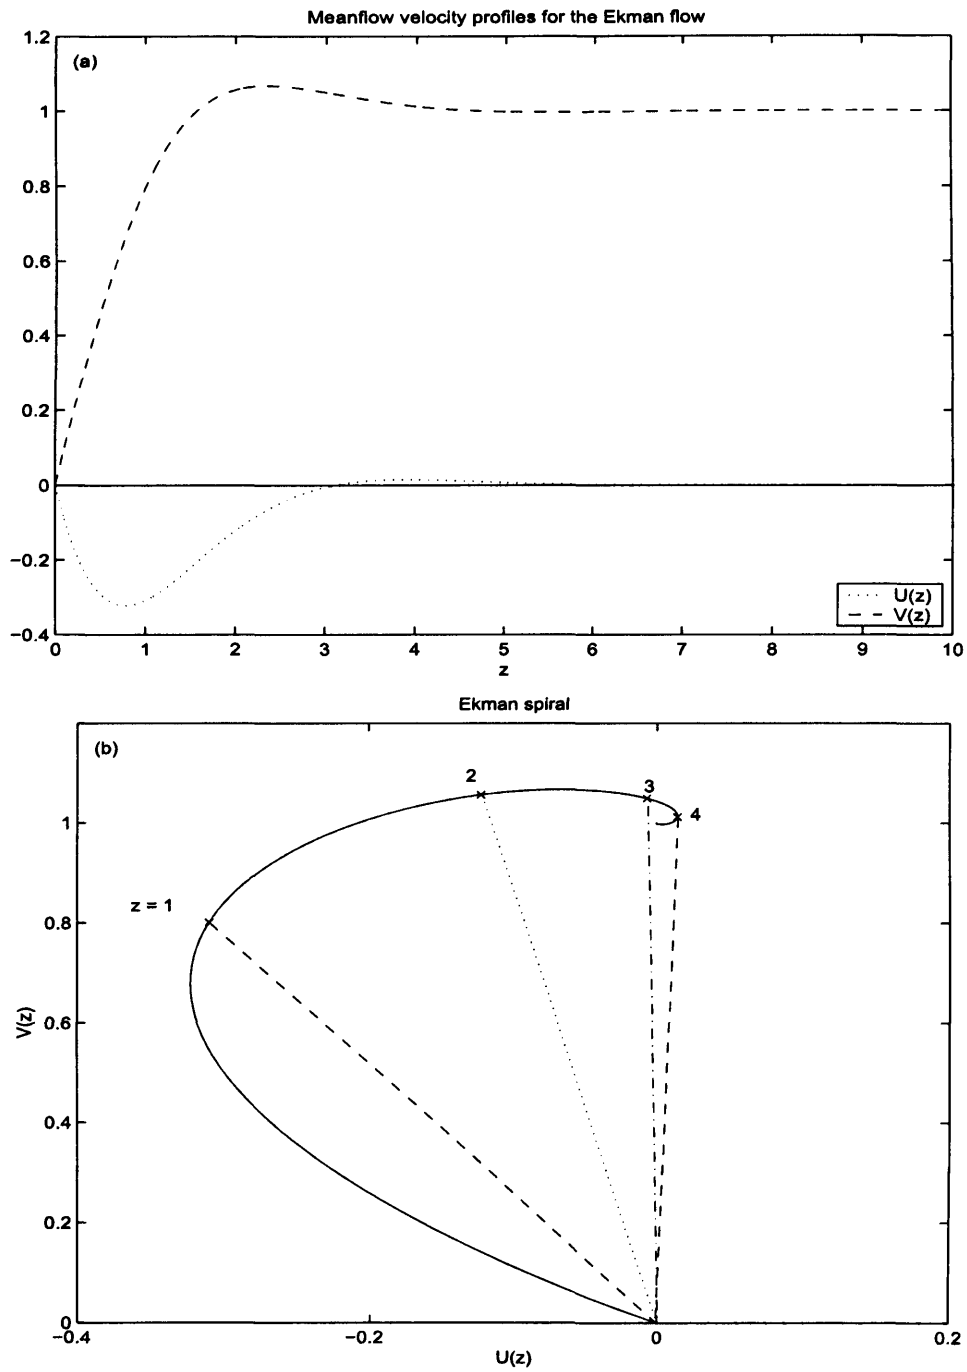 Meanflow velocity profiles for the Ekman flow
(a)
1.2
1
0.8
0.6
0.4
0.2
0
−0.2
−0.4
U(z)
V(z)
0 1 2 3 4 5 6 7 8 9 10
z
Ekman spiral
(b)
2
3
4
z = 1
1
0.8
0.6
0.4
0.2
0
V(z)
−0.4 −0.2 0 0.2
U(z)